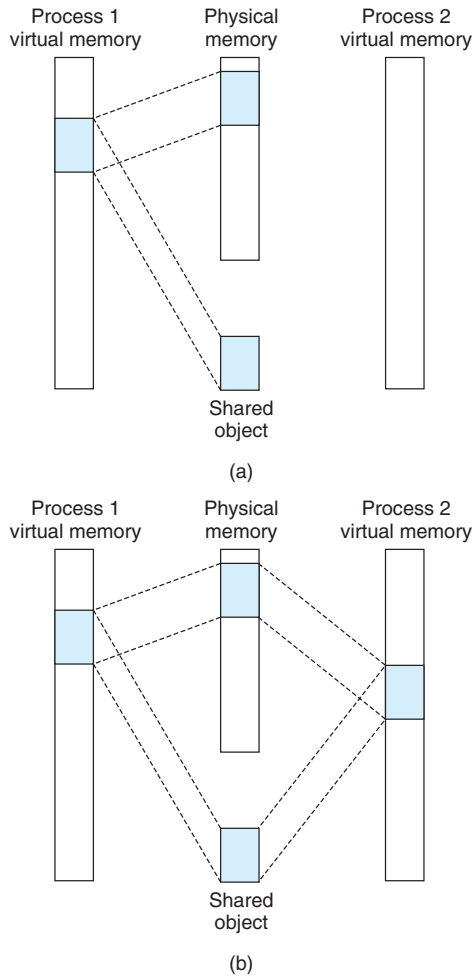 Process 1
virtual memory
Physical
memory
Process 2
virtual memory
Shared
object
(a)
Process 1
virtual memory
Physical
memory
Process 2
virtual memory
Shared
object
(b)